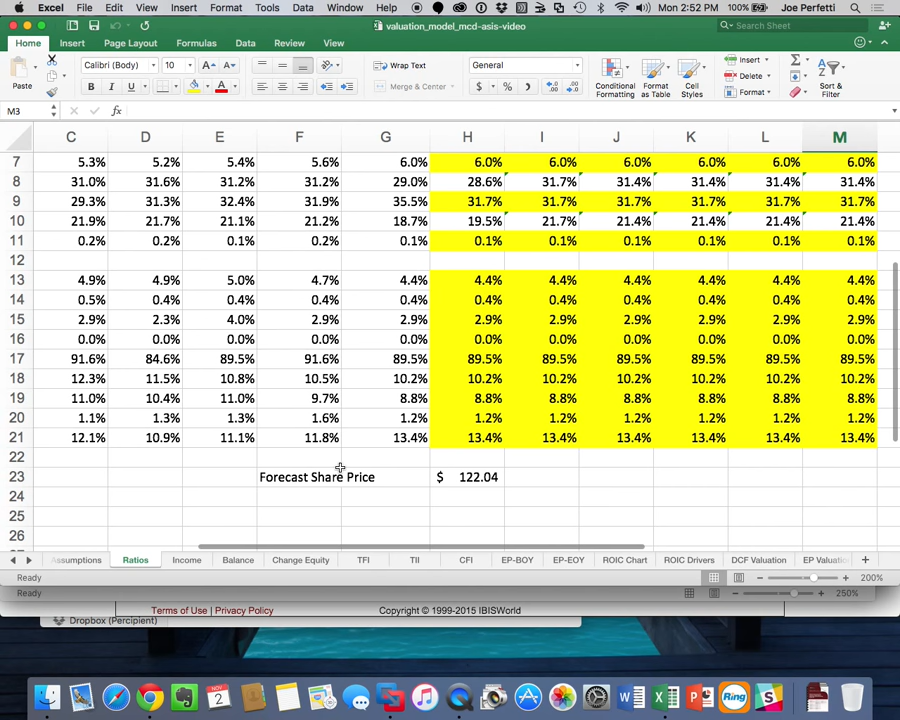 Excel File Edit View Insert Format Tools Data Window Help Mon 2:52 PM 100% Joe Perfetti
valuation_model_mcd-asis-video Search Sheet
Home Insert Page Layout Formulas Data Review View
Calibri (Body) 10 A A Wrap Text General Insert Σ
Paste B I U A Merge & Center $ % Conditional Formatting Format as Table Cell Styles Delete Format Sort & Filter
M3 fx
C D E F G H I J K L M
7 5.3% 5.2% 5.4% 5.6% 6.0% 6.0% 6.0% 6.0% 6.0% 6.0% 6.0%
8 31.0% 31.6% 31.2% 31.2% 29.0% 28.6% 31.7% 31.4% 31.4% 31.4% 31.4%
9 29.3% 31.3% 32.4% 31.9% 35.5% 31.7% 31.7% 31.7% 31.7% 31.7% 31.7%
10 21.9% 21.7% 21.1% 21.2% 18.7% 19.5% 21.7% 21.4% 21.4% 21.4% 21.4%
11 0.2% 0.2% 0.1% 0.2% 0.1% 0.1% 0.1% 0.1% 0.1% 0.1% 0.1%
12
13 4.9% 4.9% 5.0% 4.7% 4.4% 4.4% 4.4% 4.4% 4.4% 4.4% 4.4%
14 0.5% 0.4% 0.4% 0.4% 0.4% 0.4% 0.4% 0.4% 0.4% 0.4% 0.4%
15 2.9% 2.3% 4.0% 2.9% 2.9% 2.9% 2.9% 2.9% 2.9% 2.9% 2.9%
16 0.0% 0.0% 0.0% 0.0% 0.0% 0.0% 0.0% 0.0% 0.0% 0.0% 0.0%
17 91.6% 84.6% 89.5% 91.6% 89.5% 89.5% 89.5% 89.5% 89.5% 89.5% 89.5%
18 12.3% 11.5% 10.8% 10.5% 10.2% 10.2% 10.2% 10.2% 10.2% 10.2% 10.2%
19 11.0% 10.4% 11.0% 9.7% 8.8% 8.8% 8.8% 8.8% 8.8% 8.8% 8.8%
20 1.1% 1.3% 1.3% 1.6% 1.2% 1.2% 1.2% 1.2% 1.2% 1.2% 1.2%
21 12.1% 10.9% 11.1% 11.8% 13.4% 13.4% 13.4% 13.4% 13.4% 13.4% 13.4%
22
23 Forecast Share Price $ 122.04
24
25
26
Assumptions Ratios Income Balance Change Equity TFI TII CFI EP-BOY EP-EOY ROIC Chart ROIC Drivers DCF Valuation EP Valuatio +
Ready 200%
Ready 250%
Terms of Use | Privacy Policy Copyright © 1999-2015 IBISWorld
Dropbox (Percipient)
NOV 2 Ring